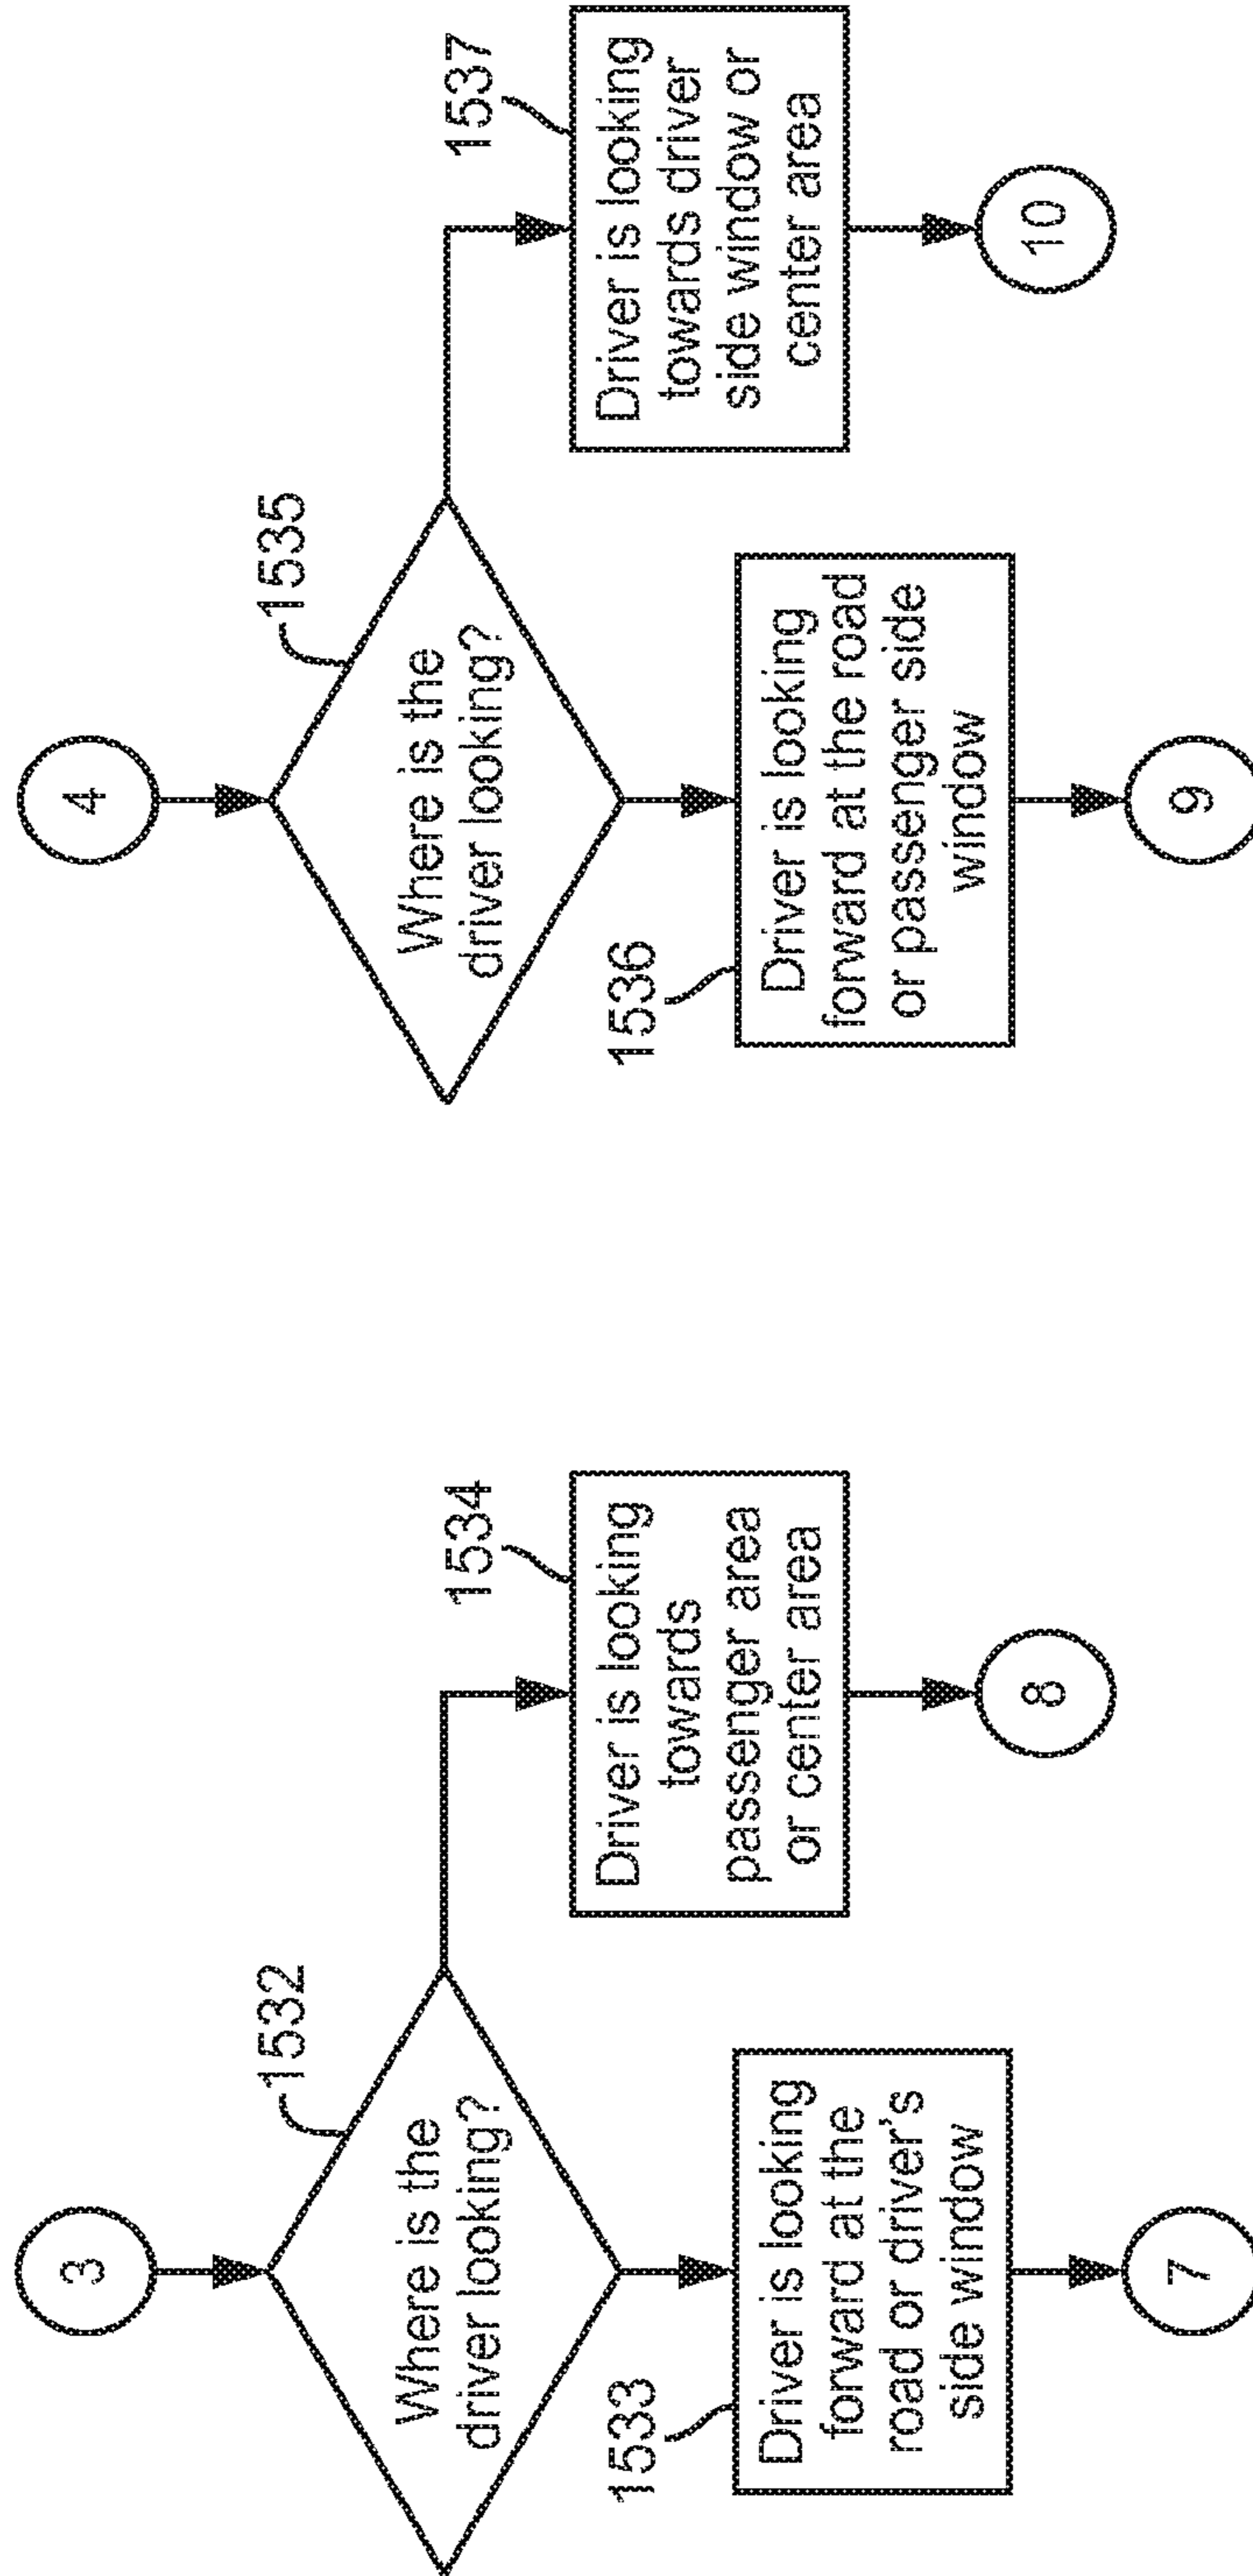 3
1532
Where is the
driver looking?
1533
Driver is looking
forward at the
road or driver's
side window
7
1534
Driver is looking
towards
passenger area
or center area
8
4
1535
Where is the
driver looking?
1536
Driver is looking
forward at the road
or passenger side
window
9
1537
Driver is looking
towards driver
side window or
center area
10